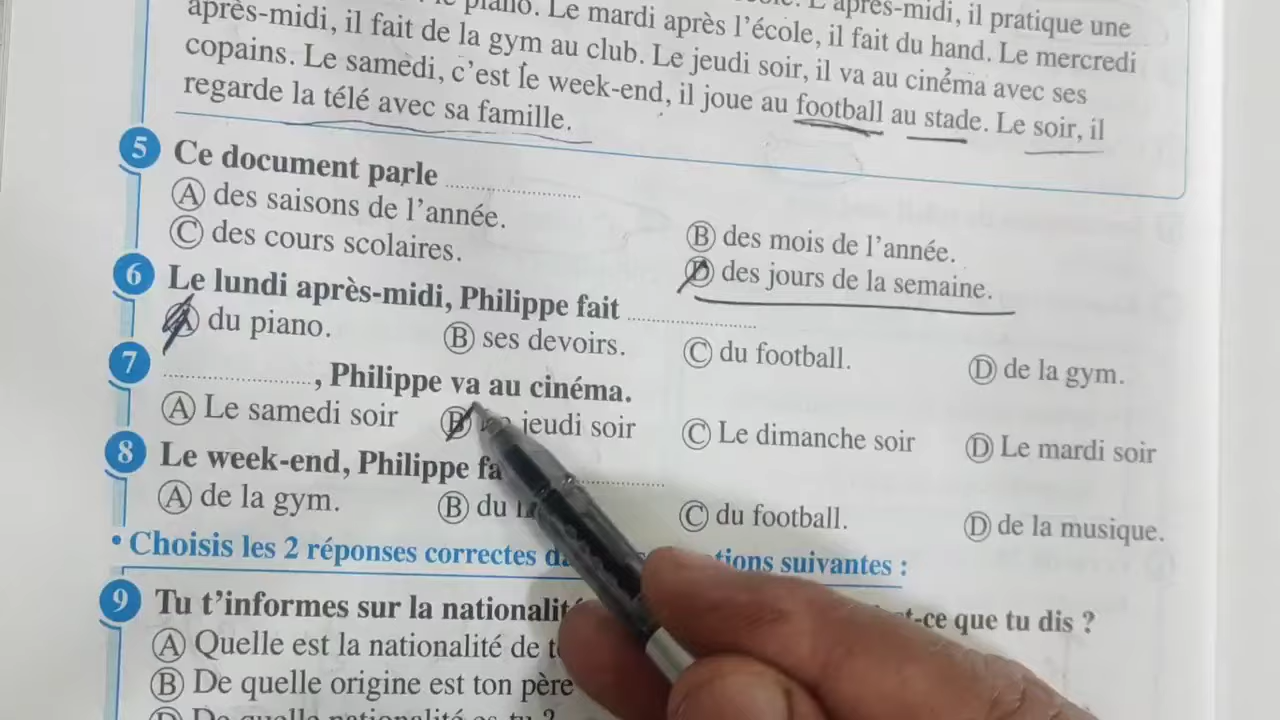 piano. Le mardi après l'école, il fait du hand. Le mercredi
après-midi, il pratique une
après-midi, il fait de la gym au club. Le jeudi soir, il va au cinéma avec ses
copains. Le samedi, c'est le week-end, il joue au football au stade. Le soir, il
regarde la télé avec sa famille.
5 Ce document parle ....................
A des saisons de l'année.
B des mois de l'année.
C des cours scolaires.
D des jours de la semaine.
6 Le lundi après-midi, Philippe fait ....................
A du piano.
B ses devoirs.
C du football.
D de la gym.
7 ...................., Philippe va au cinéma.
A Le samedi soir
B jeudi soir
C Le dimanche soir
D Le mardi soir
8 Le week-end, Philippe ....................
A de la gym.
B du
C du football.
D de la musique.
• Choisis les 2 réponses correctes suivantes :
9 Tu t'informes sur la que tu dis ?
A Quelle est la nationalité de
B De quelle origine est ton père